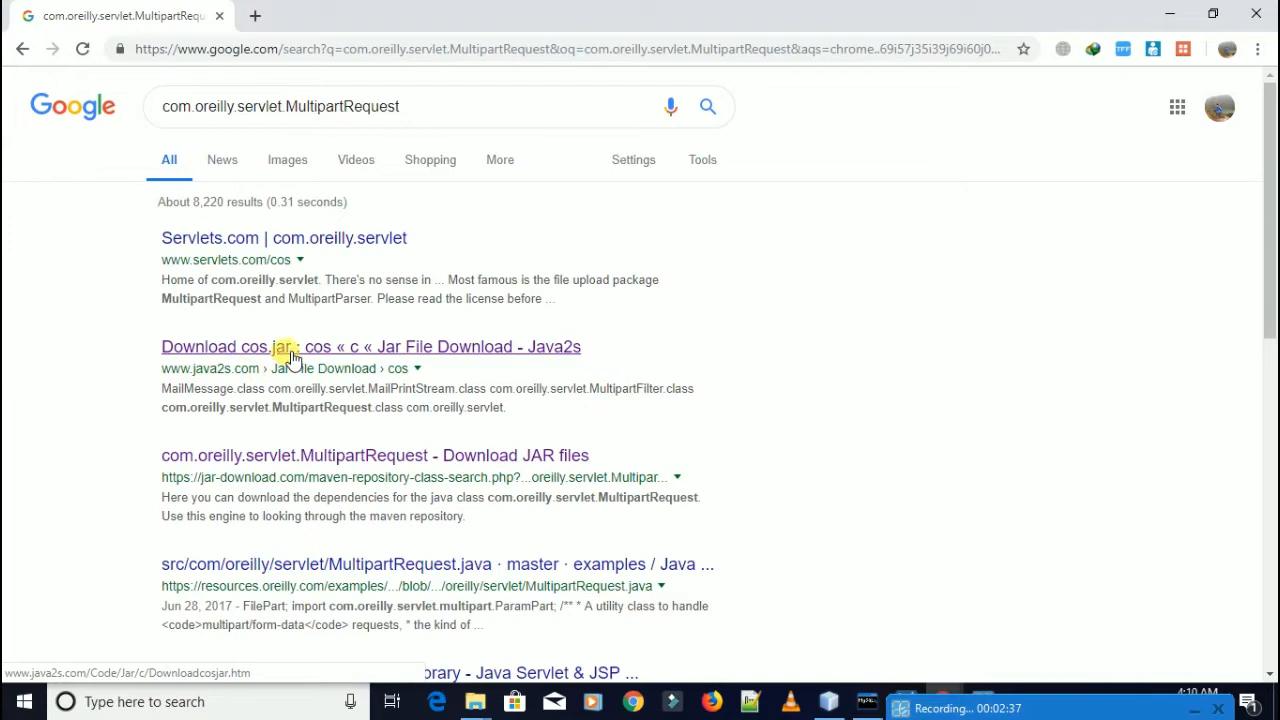 com.oreilly.servlet.MultipartRequ
https://www.google.com/search?q=com.oreilly.servlet.MultipartRequest&oq=com.oreilly.servlet.MultipartRequest&aqs=chrome..69i57j35i39j69i60j0...
TFF
Google
com.oreilly.servlet.MultipartRequest
All News Images Videos Shopping More Settings Tools
About 8,220 results (0.31 seconds)
Servlets.com | com.oreilly.servlet
www.servlets.com/cos
Home of com.oreilly.servlet. There's no sense in ... Most famous is the file upload package
MultipartRequest and MultipartParser. Please read the license before ...
Download cos.jar : cos « c « Jar File Download - Java2s
www.java2s.com › Jar File Download › cos
MailMessage.class com.oreilly.servlet.MailPrintStream.class com.oreilly.servlet.MultipartFilter.class
com.oreilly.servlet.MultipartRequest.class com.oreilly.servlet.
com.oreilly.servlet.MultipartRequest - Download JAR files
https://jar-download.com/maven-repository-class-search.php?...oreilly.servlet.Multipar...
Here you can download the dependencies for the java class com.oreilly.servlet.MultipartRequest.
Use this engine to looking through the maven repository.
src/com/oreilly/servlet/MultipartRequest.java · master · examples / Java ...
https://resources.oreilly.com/examples/.../blob/.../oreilly/servlet/MultipartRequest.java
Jun 28, 2017 - FilePart; import com.oreilly.servlet.multipart.ParamPart; /** * A utility class to handle
<code>multipart/form-data</code> requests, * the kind of ...
orary - Java Servlet & JSP ...
www.java2s.com/Code/Jar/c/Downloadcosjar.htm
Type here to search
4:10 AM
Recording... 00:02:37
1